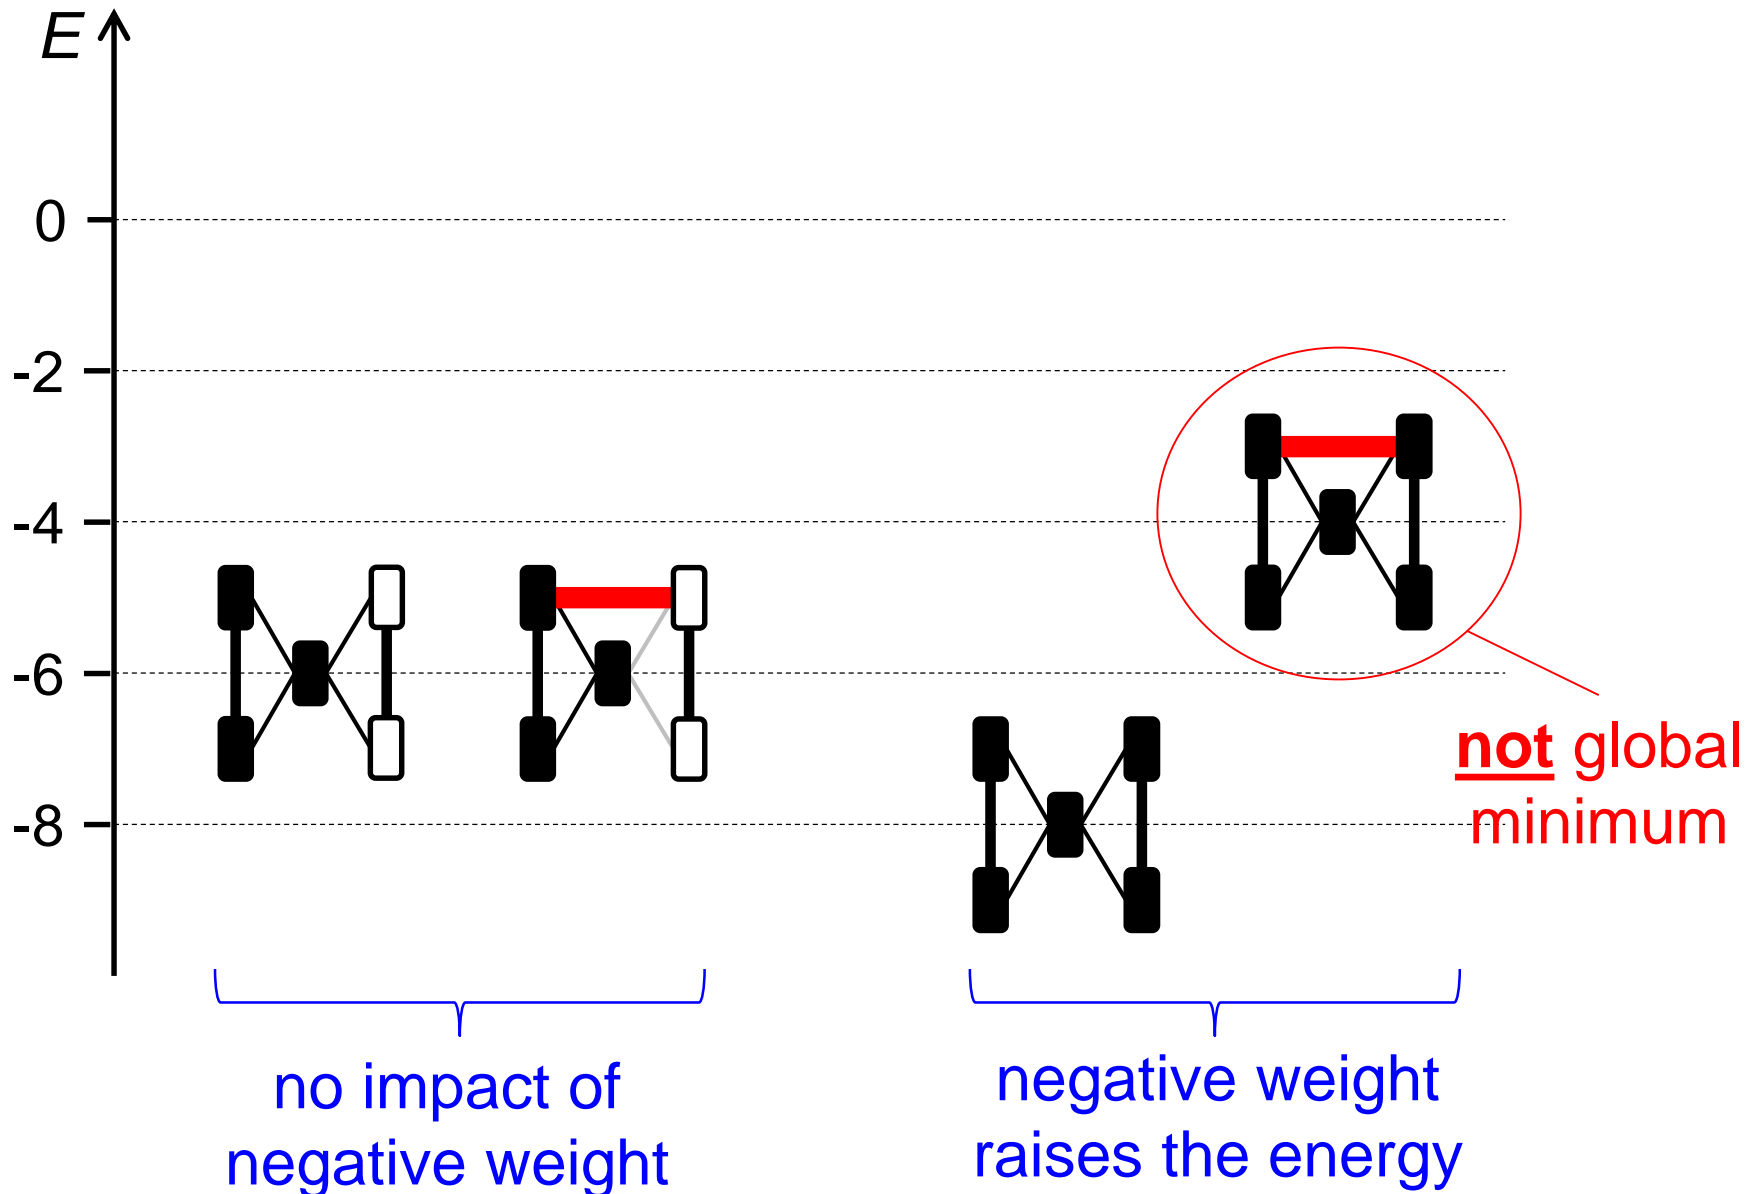 E
0
-2
-4
-6
-8
not global
minimum
no impact of
negative weight
negative weight
raises the energy